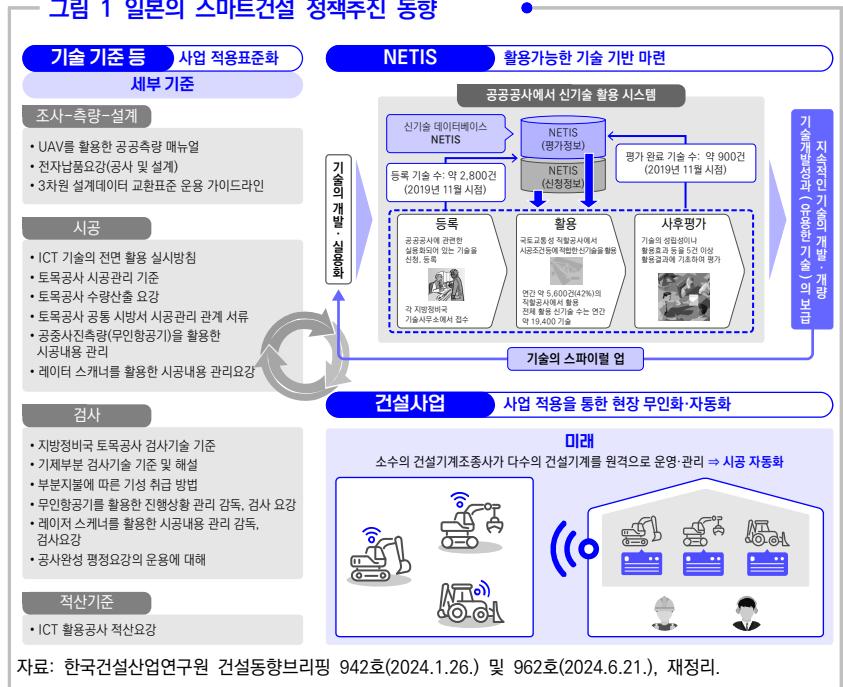 그림 1 일본의 스마트건설 정책추진 동향
기술 기준 등 사업 적용표준화
세부 기준
조사-측량-설계
• UAV를 활용한 공공측량 매뉴얼
• 전자납품요강(공사 및 설계)
• 3차원 설계데이터 교환표준 운용 가이드라인
시공
• ICT 기술의 전면 활용 실시방침
• 토목공사 시공관리 기준
• 토목공사 수량산출 요강
• 토목공사 공통 시방서 시공관리 관계 서류
• 공중사진측량(무인항공기)을 활용한
시공내용 관리
• 레이터 스캐너를 활용한 시공내용 관리요강
검사
• 지방정비국 토목공사 검사기술 기준
• 기제부분 검사기술 기준 및 해설
• 부분지불에 따른 기성 취급 방법
• 무인항공기를 활용한 진행상황 관리 감독, 검사 요강
• 레이저 스케너를 활용한 시공내용 관리 감독,
검사요강
• 공사완성 평정요강의 운용에 대해
적산기준
• ICT 활용공사 적산요강
NETIS 활용가능한 기술 기반 마련
공공공사에서 신기술 활용 시스템
신기술 데이터베이스
NETIS
NETIS
(평가정보)
NETIS
(신청정보)
등록 기술 수: 약 2,800건
(2019년 11월 시점)
평가 완료 기술 수: 약 900건
(2019년 11월 시점)
기술의 개발·실용화
등록
공공공사에 관련한
실용화되어 있는 기술을
신청, 등록
각 지방정비국
기술사무소에서 접수
활용
국토교통성 직할공사에서
시공조건 등에 적합한 신기술을 활용
연간 약 5,600건(42%)의
직할공사에서 활용
전체 활용 신기술 수는 연간
약 19,400 기술
사후평가
기술의 성립성이나
활용효과 등을 5건 이상
활용결과에 기초하여 평가
지속적인 기술의 개발·개량
기술개발성과(유용한 기술)의 보급
기술의 스파이럴 업
건설사업 사업 적용을 통한 현장 무인화·자동화
미래
소수의 건설기계조종사가 다수의 건설기계를 원격으로 운영·관리 ⇒ 시공 자동화
자료: 한국건설산업연구원 건설동향브리핑 942호(2024.1.26.) 및 962호(2024.6.21.), 재정리.